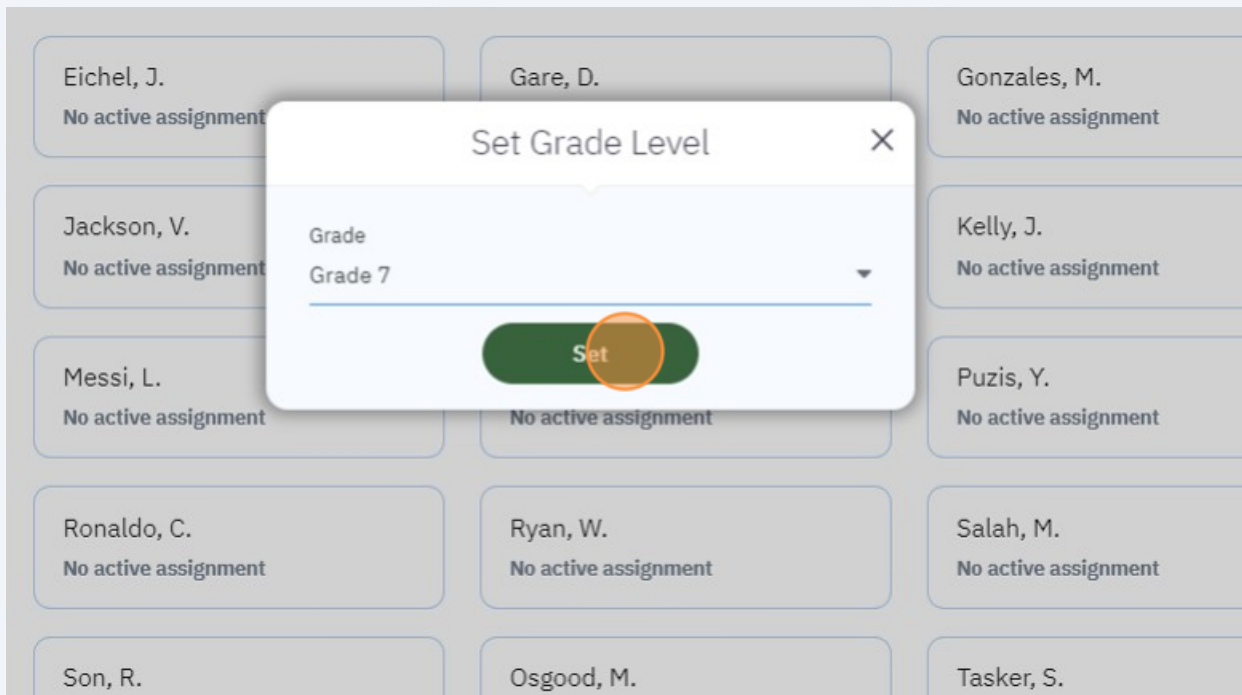 Eichel, J.
No active assignment
Gare, D.
Gonzales, M.
No active assignment
Set Grade Level
Jackson, V.
No active assignment
Grade
Grade 7
Set
Kelly, J.
No active assignment
Messi, L.
No active assignment
No active assignment
Puzis, Y.
No active assignment
Ronaldo, C.
No active assignment
Ryan, W.
No active assignment
Salah, M.
No active assignment
Son, R.
Osgood, M.
Tasker, S.